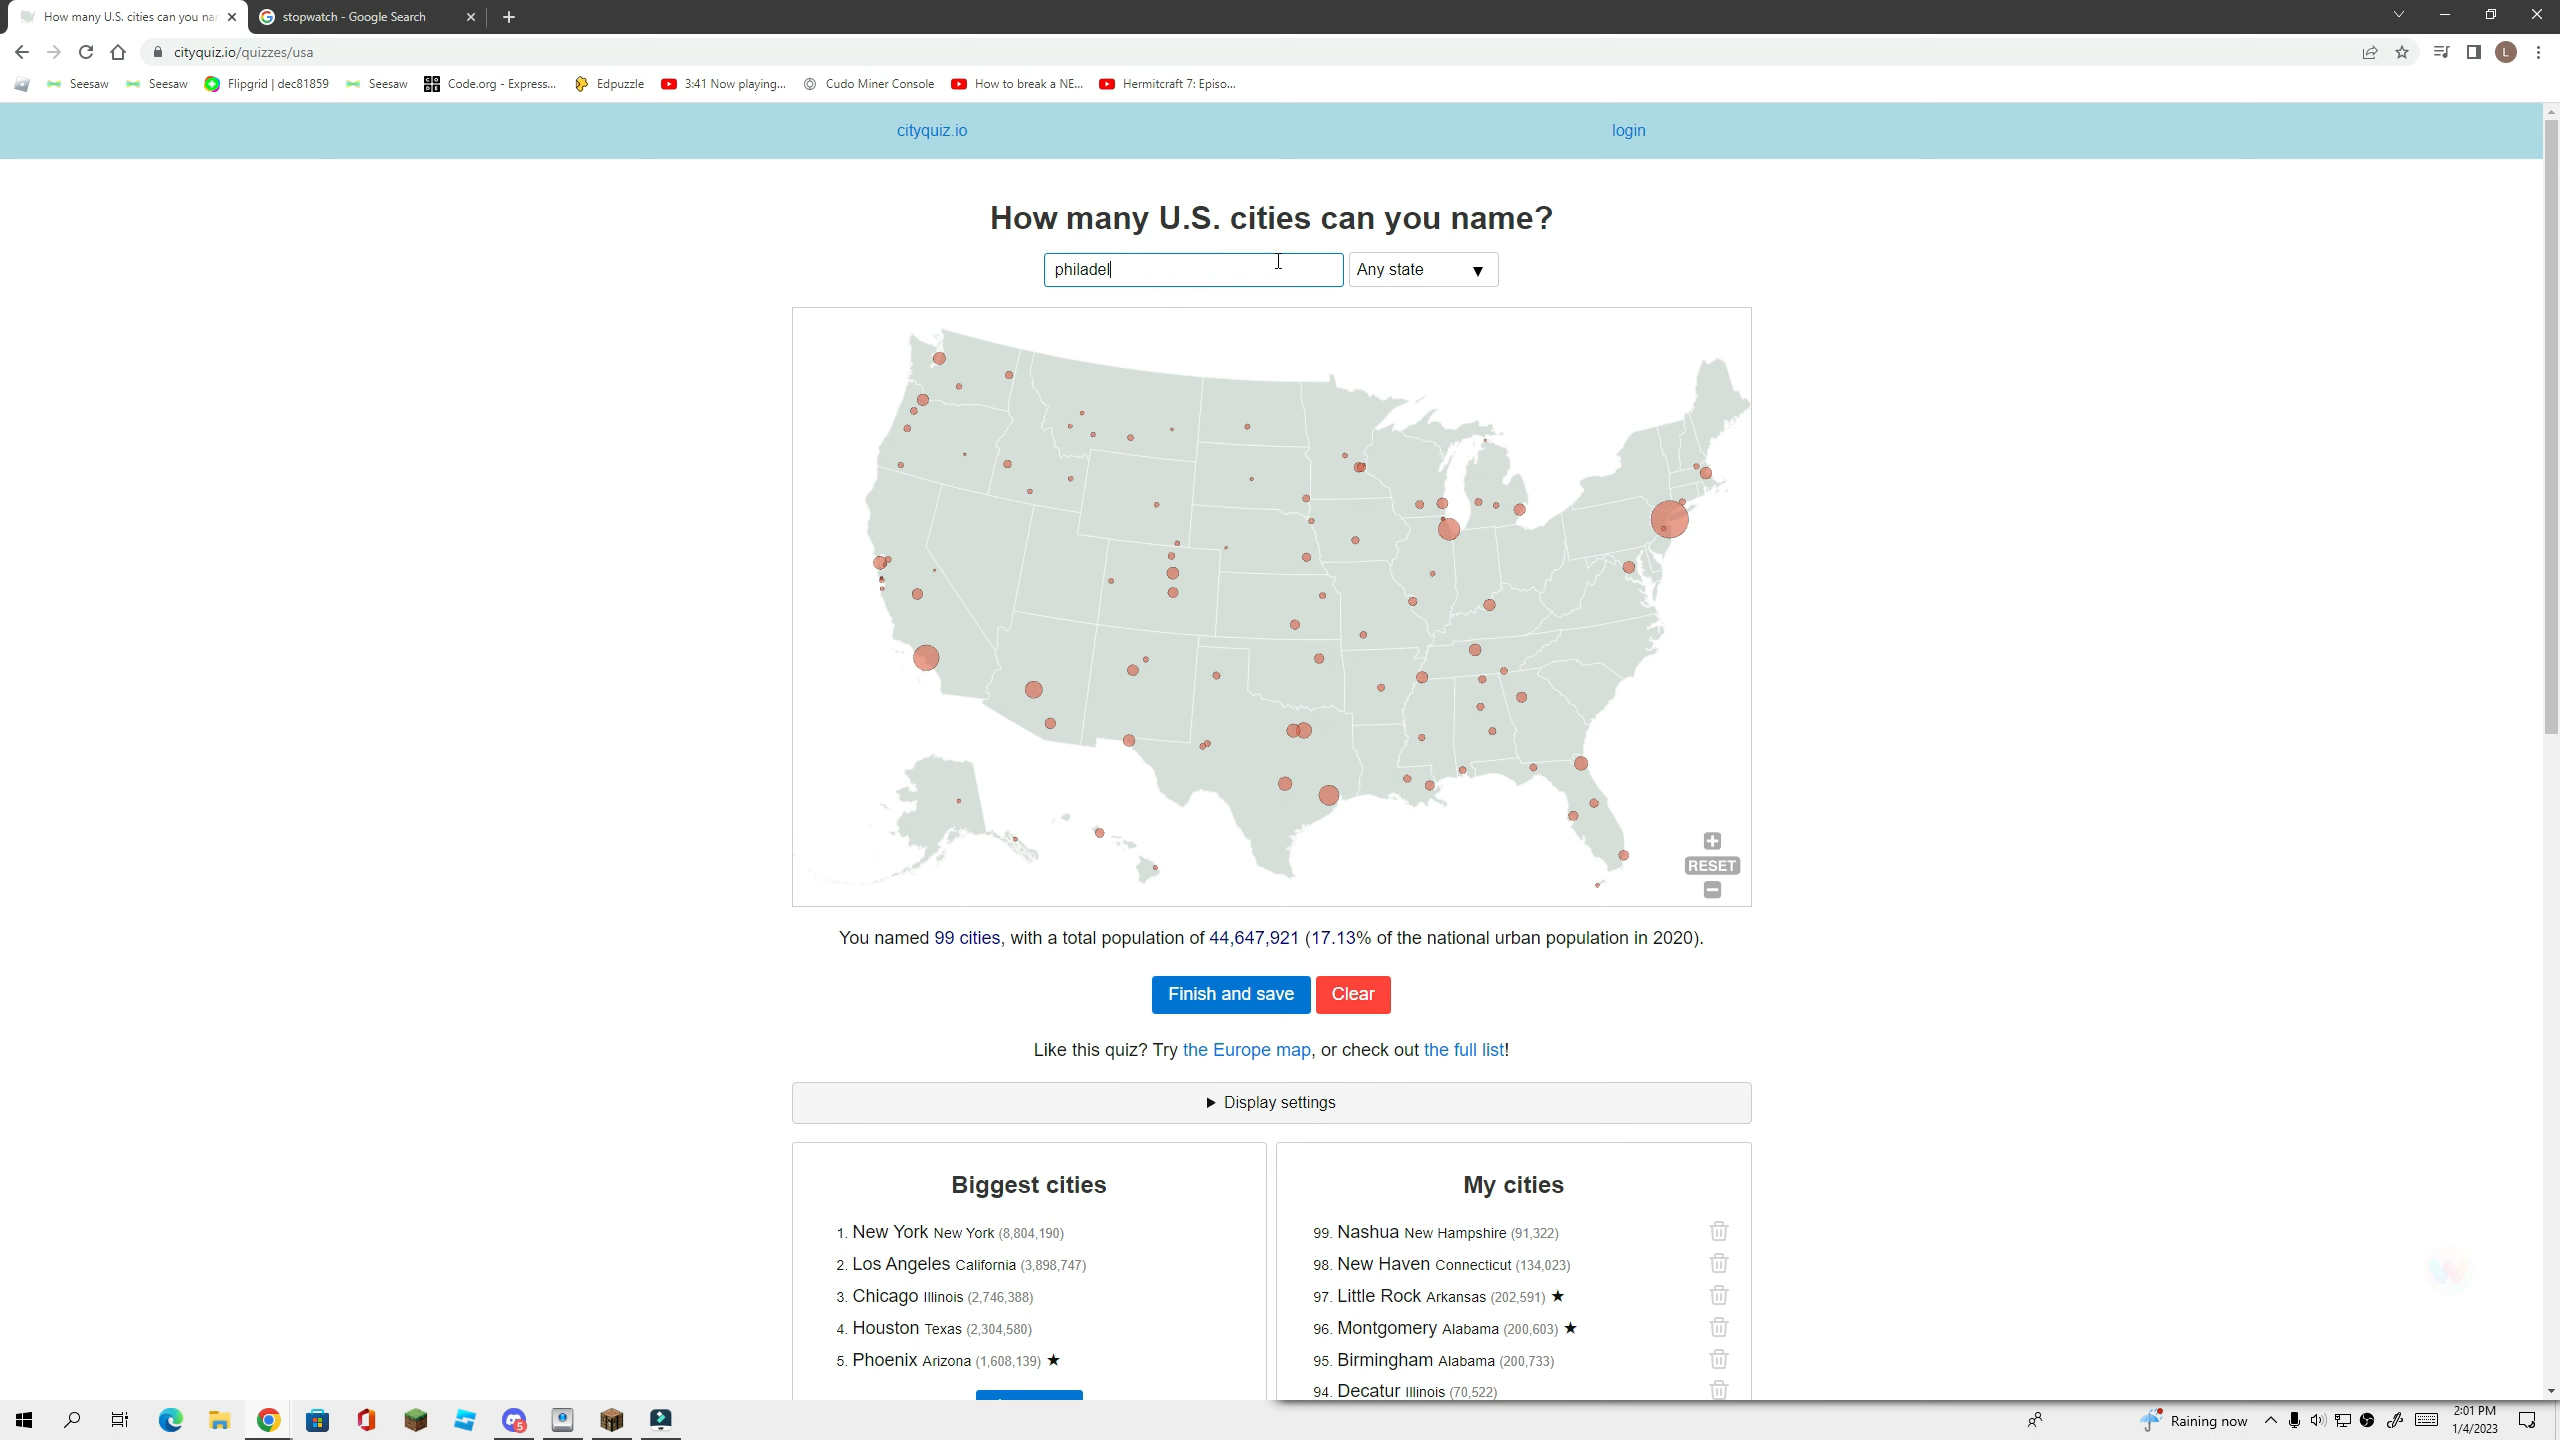 How many U.S. cities can you nam
stopwatch - Google Search
cityquiz.io/quizzes/usa
L
Seesaw
Seesaw
Flipgrid | dec81859
Seesaw
Code.org - Express...
Edpuzzle
3:41 Now playing...
Cudo Miner Console
How to break a NE...
Hermitcraft 7: Episo...
cityquiz.io
login
How many U.S. cities can you name?
philadel
Any state
RESET
You named 99 cities, with a total population of 44,647,921 (17.13% of the national urban population in 2020).
Finish and save
Clear
Like this quiz? Try the Europe map, or check out the full list!
Display settings
Biggest cities
1. New York New York (8,804,190)
2. Los Angeles California (3,898,747)
3. Chicago Illinois (2,746,388)
4. Houston Texas (2,304,580)
5. Phoenix Arizona (1,608,139) ★
My cities
99. Nashua New Hampshire (91,322)
98. New Haven Connecticut (134,023)
97. Little Rock Arkansas (202,591) ★
96. Montgomery Alabama (200,603) ★
95. Birmingham Alabama (200,733)
94. Decatur Illinois (70,522)
Raining now
2:01 PM
1/4/2023